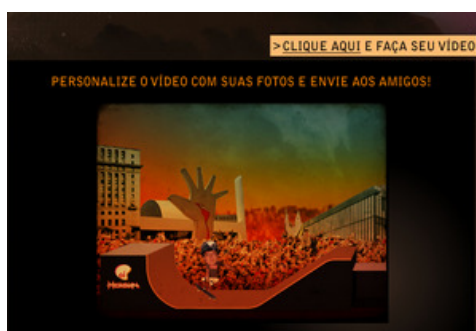 >CLIQUE AQUI E FAÇA SEU VÍDEO
PERSONALIZE O VÍDEO COM SUAS FOTOS E ENVIE AOS AMIGOS!